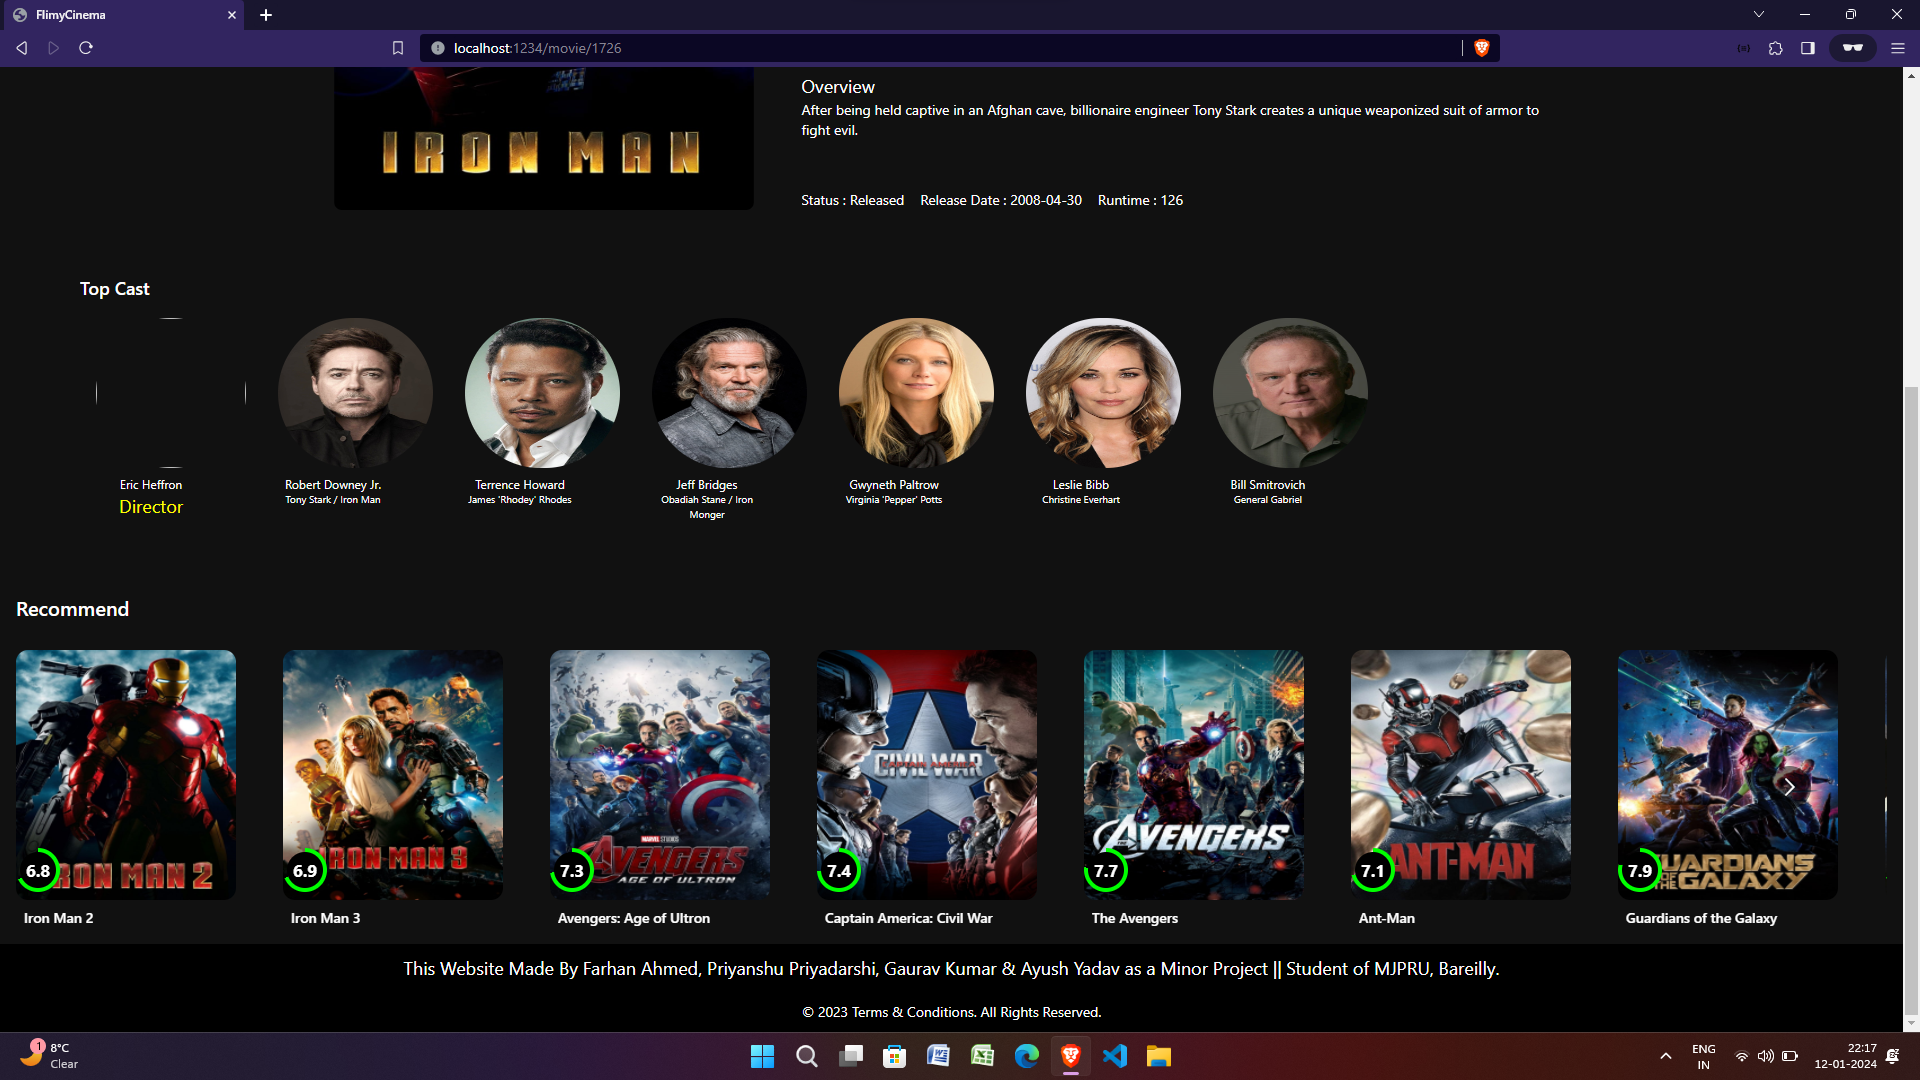 FlimyCinema
localhost:1234/movie/1726
IRON MAN
Overview
After being held captive in an Afghan cave, billionaire engineer Tony Stark creates a unique weaponized suit of armor to
fight evil.
Status : Released Release Date : 2008-04-30 Runtime : 126
Top Cast
Eric Heffron
Director
Robert Downey Jr.
Tony Stark / Iron Man
Terrence Howard
James 'Rhodey' Rhodes
Jeff Bridges
Obadiah Stane / Iron
Monger
Gwyneth Paltrow
Virginia 'Pepper' Potts
Leslie Bibb
Christine Everhart
Bill Smitrovich
General Gabriel
Recommend
IRON MAN 2
6.8
Iron Man 2
IRON MAN 3
6.9
Iron Man 3
MARVEL STUDIOS
AVENGERS
AGE OF ULTRON
7.3
Avengers: Age of Ultron
CAPTAIN AMERICA
CIVIL WAR
7.4
Captain America: Civil War
AVENGERS
7.7
The Avengers
ANT-MAN
7.1
Ant-Man
GUARDIANS
OF THE GALAXY
7.9
Guardians of the Galaxy
This Website Made By Farhan Ahmed, Priyanshu Priyadarshi, Gaurav Kumar & Ayush Yadav as a Minor Project || Student of MJPRU, Bareilly.
© 2023 Terms & Conditions. All Rights Reserved.
1
8°C
Clear
ENG
IN
22:17
12-01-2024